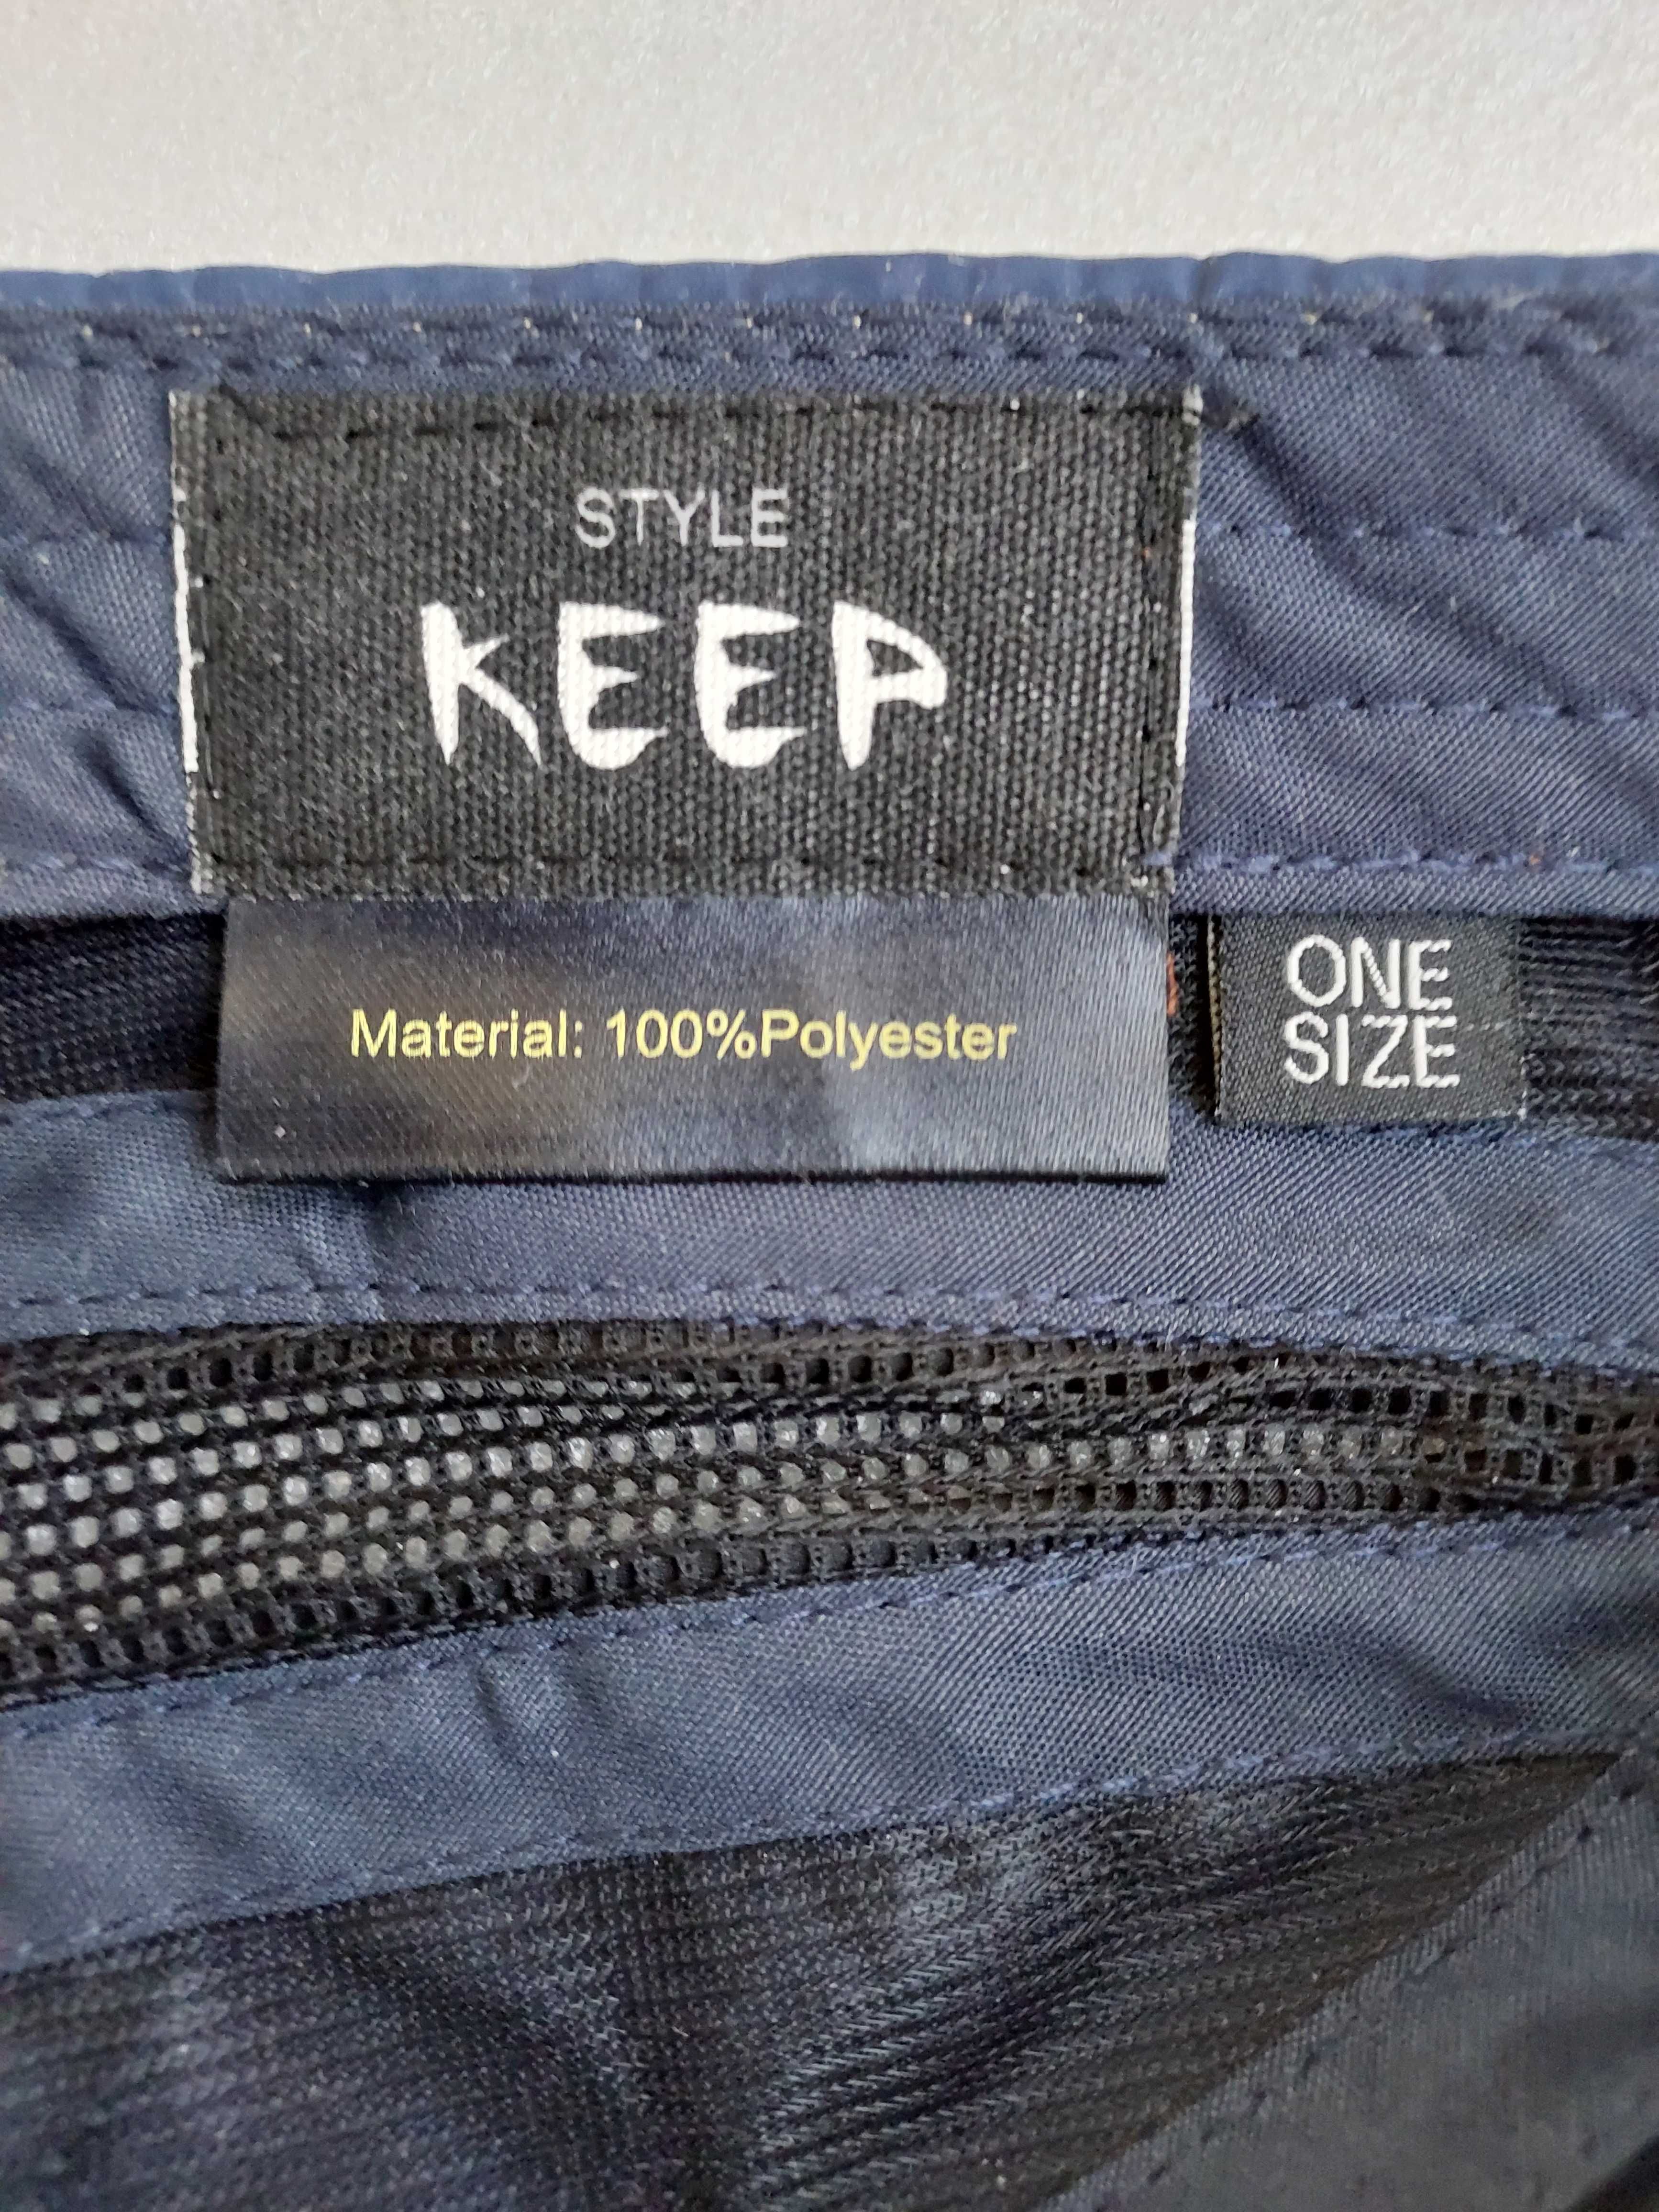 STYLE
KEEP
Material: 100%Polyester
ONE
SIZE